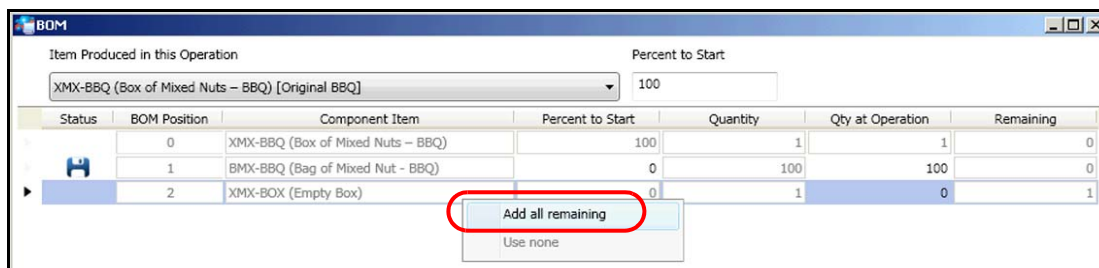 BOM
Item Produced in this Operation Percent to Start
XMX-BBQ (Box of Mixed Nuts – BBQ) [Original BBQ] 100
Status BOM Position Component Item Percent to Start Quantity Qty at Operation Remaining
0 XMX-BBQ (Box of Mixed Nuts – BBQ) 100 1 1 0
1 BMX-BBQ (Bag of Mixed Nut - BBQ) 0 100 100 0
2 XMX-BOX (Empty Box) 0 1 0 1
Add all remaining
Use none